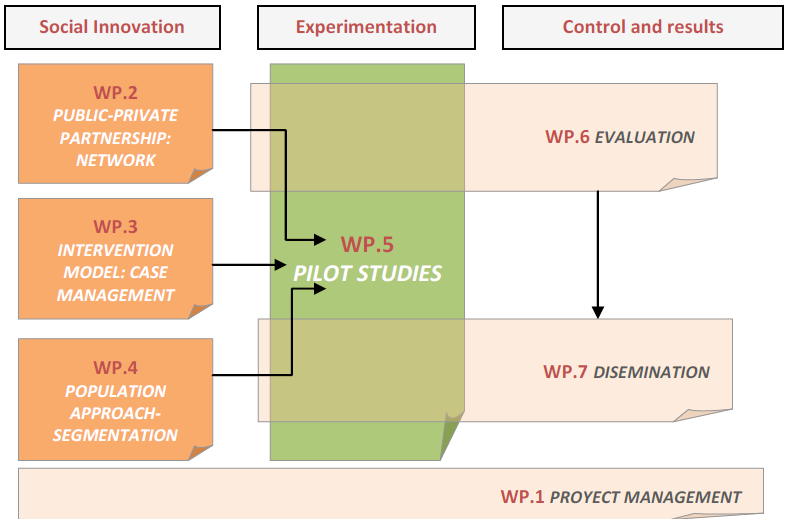 Social Innovation
Experimentation
Control and results
WP.2
PUBLIC-PRIVATE
PARTNERSHIP:
NETWORK
WP.3
INTERVENTION
MODEL: CASE
MANAGEMENT
WP.4
POPULATION
APPROACH-
SEGMENTATION
WP.5
PILOT STUDIES
WP.6 EVALUATION
WP.7 DISEMINATION
WP.1 PROYECT MANAGEMENT